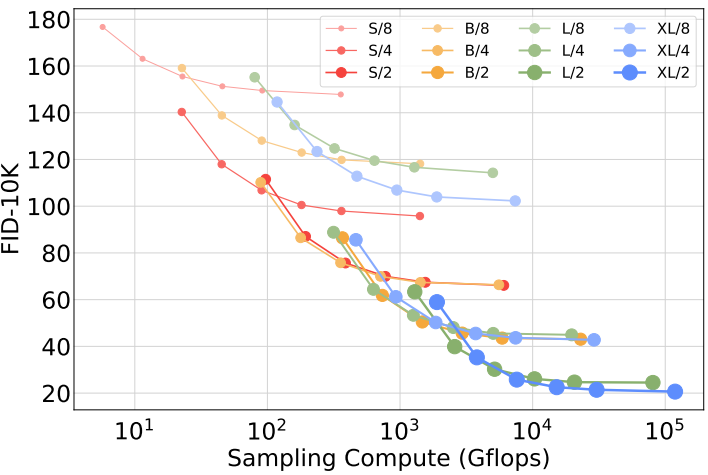 180
160
140
120
100
80
60
40
20
FID-10K
S/8 B/8 L/8 XL/8
S/4 B/4 L/4 XL/4
S/2 B/2 L/2 XL/2
10¹ 10² 10³ 10⁴ 10⁵
Sampling Compute (Gflops)